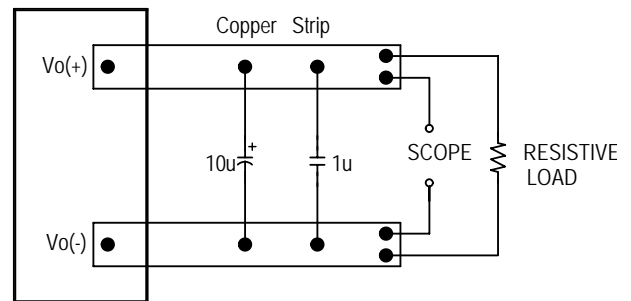 Copper Strip
Vo(+)
+
10u
1u
SCOPE
RESISTIVE
LOAD
Vo(-)